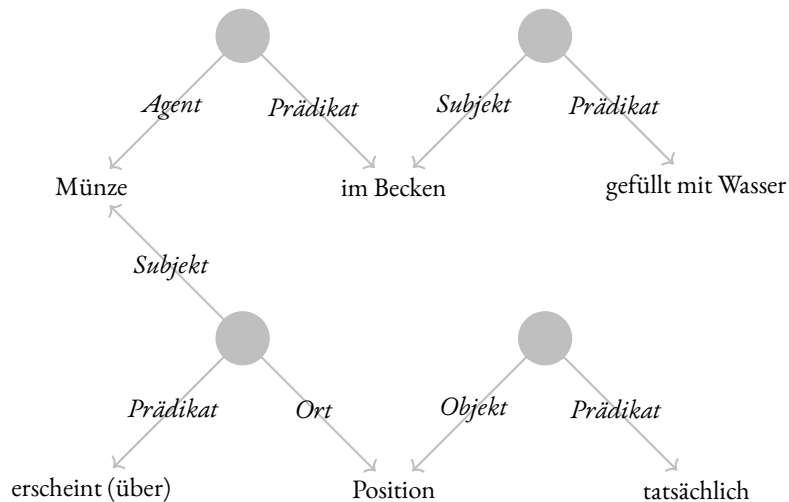 Agent Prädikat Subjekt Prädikat
Münze im Becken gefüllt mit Wasser
Subjekt
Prädikat Ort Objekt Prädikat
erscheint (über) Position tatsächlich